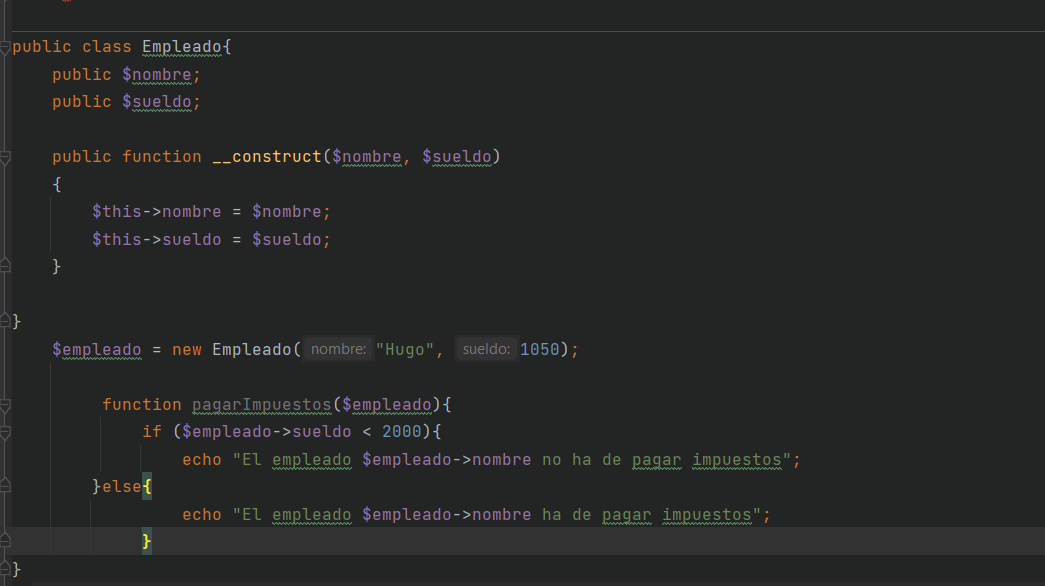 public class Empleado{
public $nombre;
public $sueldo;
public function __construct($nombre, $sueldo)
{
$this->nombre = $nombre;
$this->sueldo = $sueldo;
}
}
$empleado = new Empleado( nombre: "Hugo", sueldo: 1050);
function pagarImpuestos($empleado){
if ($empleado->sueldo < 2000){
echo "El empleado $empleado->nombre no ha de pagar impuestos";
}else{
echo "El empleado $empleado->nombre ha de pagar impuestos";
}
}